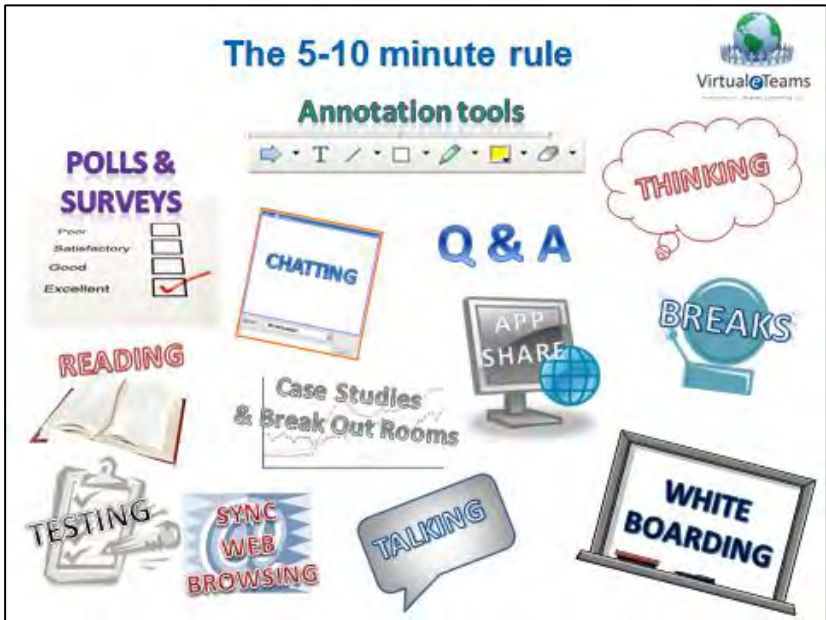 The 5-10 minute rule
Virtual eTeams
Annotation tools
T
POLLS &
SURVEYS
Poor
Satisfactory
Good
Excellent
CHATTING
Q & A
THINKING
APP
SHARE
BREAKS
READING
Case Studies
& Break Out Rooms
TESTING
SYNC
WEB
BROWSING
TALKING
WHITE
BOARDING